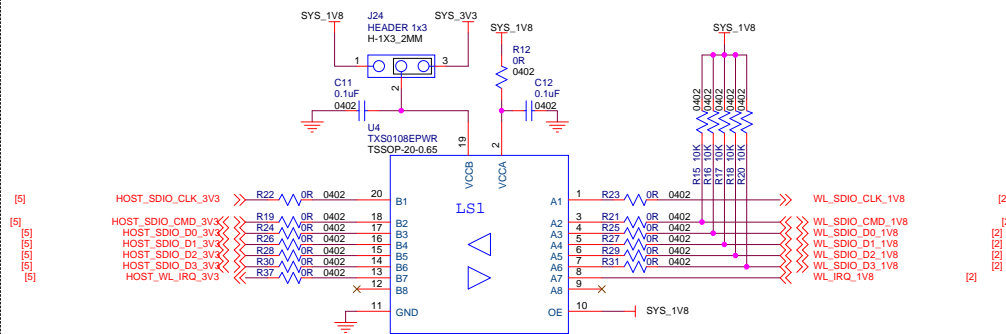 SYS_1V8
J24
HEADER 1x3
H-1X3_2MM
SYS_3V3
1
3
2
SYS_1V8
R12
0R
0402
SYS_1V8
C11
0.1uF
0402
C12
0.1uF
0402
U4
TXS0108EPWR
TSSOP-20-0.65
19
VCCB
2
VCCA
R15 10K 0402
R16 10K 0402
R17 10K 0402
R18 10K 0402
R20 10K 0402
LS1
[5] HOST_SDIO_CLK_3V3 R22 0R 0402 20 B1 A1 1 R23 0R 0402 WL_SDIO_CLK_1V8 [2
[5] HOST_SDIO_CMD_3V3 R19 0R 0402 18 B2 A2 3 R21 0R 0402 WL_SDIO_CMD_1V8 [2
[5] HOST_SDIO_D0_3V3 R24 0R 0402 17 B3 A3 4 R25 0R 0402 WL_SDIO_D0_1V8 [2]
[5] HOST_SDIO_D1_3V3 R26 0R 0402 16 B4 A4 5 R27 0R 0402 WL_SDIO_D1_1V8 [2]
[5] HOST_SDIO_D2_3V3 R28 0R 0402 15 B5 A5 6 R29 0R 0402 WL_SDIO_D2_1V8 [2]
[5] HOST_SDIO_D3_3V3 R30 0R 0402 14 B6 A6 7 R31 0R 0402 WL_SDIO_D3_1V8 [2]
[5] HOST_WL_IRQ_3V3 R37 0R 0402 13 B7 A7 8 WL_IRQ_1V8 [2]
12 B8 A8 9
11 GND OE 10 SYS_1V8